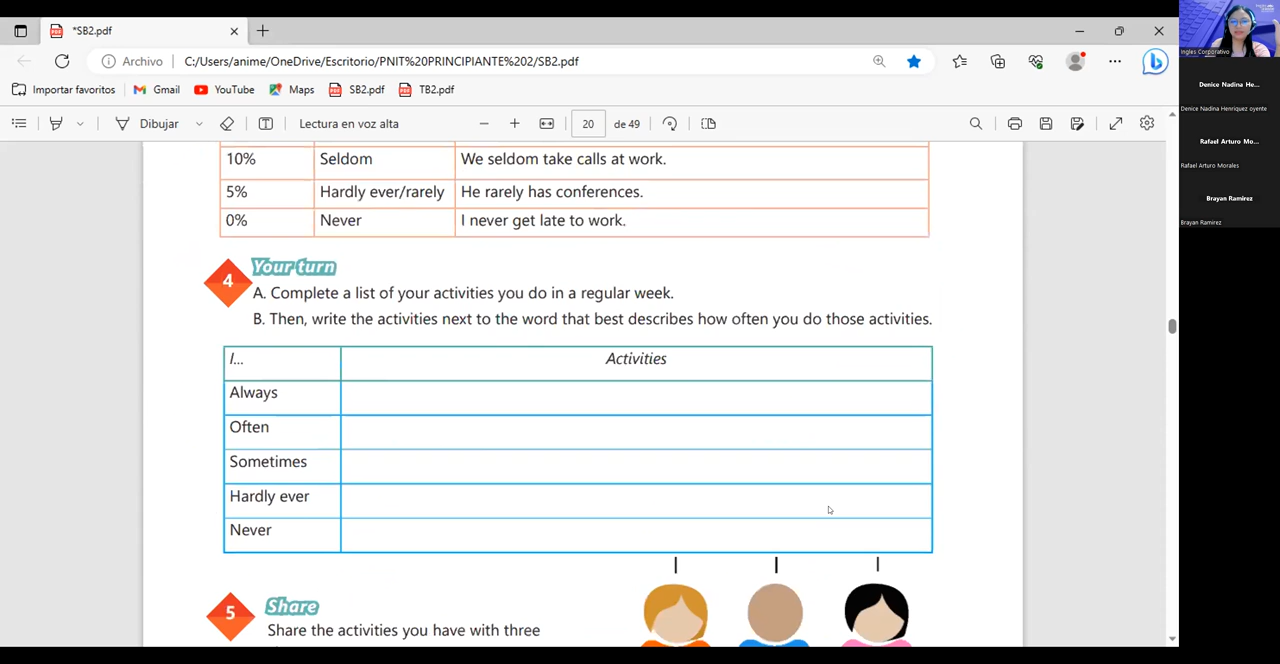 *SB2.pdf
Archivo C:/Users/anime/OneDrive/Escritorio/PNIT%20PRINCIPIANTE%202/SB2.pdf
Importar favoritos Gmail YouTube Maps SB2.pdf TB2.pdf
Dibujar Lectura en voz alta 20 de 49
10% Seldom We seldom take calls at work.
5% Hardly ever/rarely He rarely has conferences.
0% Never I never get late to work.
4 Your turn
A. Complete a list of your activities you do in a regular week.
B. Then, write the activities next to the word that best describes how often you do those activities.
I... Activities
Always
Often
Sometimes
Hardly ever
Never
5 Share
Share the activities you have with three
Ingles Corporativo
Denice Nadina He...
Denice Nadina Henriquez oyente
Rafael Arturo Mo...
Rafael Arturo Morales
Brayan Ramirez
Brayan Ramirez